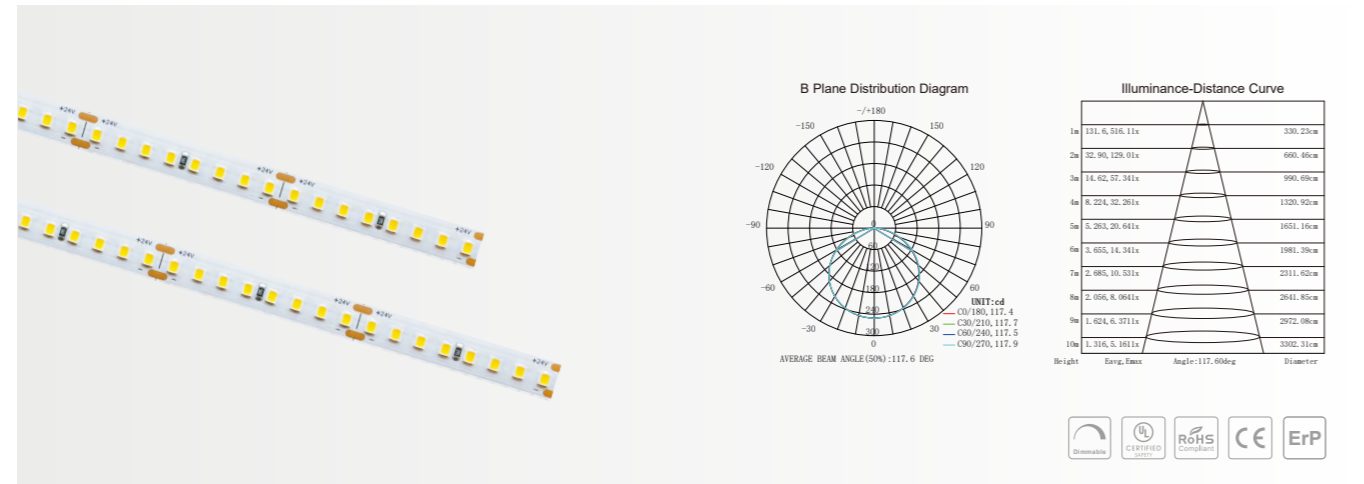 +24V
+24V
+24V
+24V
+24V
+24V
+24V
+24V
B Plane Distribution Diagram
-/+180
-150
150
-120
120
-90
90
-60
60
-30
30
0
0
60
120
180
240
300
UNIT:cd
C0/180,117.4
C30/210,117.7
C60/240,117.5
C90/270,117.9
AVERAGE BEAM ANGLE(50%):117.6 DEG
Illuminance-Distance Curve
1m 131.6,516.1lx 330.23cm
2m 32.90,129.0lx 660.46cm
3m 14.62,57.34lx 990.69cm
4m 8.224,32.26lx 1320.92cm
5m 5.263,20.64lx 1651.16cm
6m 3.655,14.34lx 1981.39cm
7m 2.685,10.53lx 2311.62cm
8m 2.056,8.064lx 2641.85cm
9m 1.624,6.371lx 2972.08cm
10m 1.316,5.161lx 3302.31cm
Height Eavg,Emax Angle:117.60deg Diameter
Dimmable
UL
CERTIFIED
SAFETY
RoHS
Compliant
CE
ErP